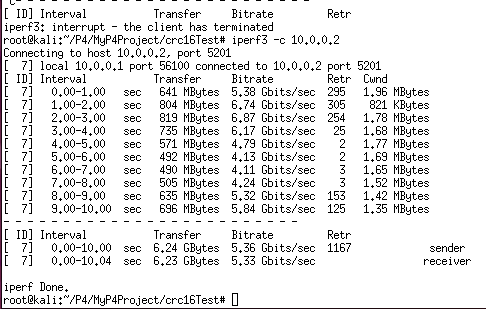 [ ID] Interval           Transfer     Bitrate         Retr
iperf3: interrupt - the client has terminated
root@kali:~/P4/MyP4Project/crc16Test# iperf3 -c 10.0.0.2
Connecting to host 10.0.0.2, port 5201
[  7] local 10.0.0.1 port 56100 connected to 10.0.0.2 port 5201
[ ID] Interval           Transfer     Bitrate         Retr  Cwnd
[  7]   0.00-1.00   sec   641 MBytes  5.38 Gbits/sec  295   1.96 MBytes
[  7]   1.00-2.00   sec   804 MBytes  6.74 Gbits/sec  305    821 KBytes
[  7]   2.00-3.00   sec   819 MBytes  6.87 Gbits/sec  254   1.78 MBytes
[  7]   3.00-4.00   sec   735 MBytes  6.17 Gbits/sec   25   1.68 MBytes
[  7]   4.00-5.00   sec   571 MBytes  4.79 Gbits/sec    2   1.77 MBytes
[  7]   5.00-6.00   sec   492 MBytes  4.13 Gbits/sec    2   1.69 MBytes
[  7]   6.00-7.00   sec   490 MBytes  4.11 Gbits/sec    3   1.65 MBytes
[  7]   7.00-8.00   sec   505 MBytes  4.24 Gbits/sec    3   1.52 MBytes
[  7]   8.00-9.00   sec   635 MBytes  5.32 Gbits/sec  153   1.42 MBytes
[  7]   9.00-10.00  sec   696 MBytes  5.84 Gbits/sec  125   1.35 MBytes
- - - - - - - - - - - - - - - - - - - - - - - - -
[ ID] Interval           Transfer     Bitrate         Retr
[  7]   0.00-10.00  sec  6.24 GBytes  5.36 Gbits/sec  1167             sender
[  7]   0.00-10.04  sec  6.23 GBytes  5.33 Gbits/sec                  receiver
iperf Done.
root@kali:~/P4/MyP4Project/crc16Test#